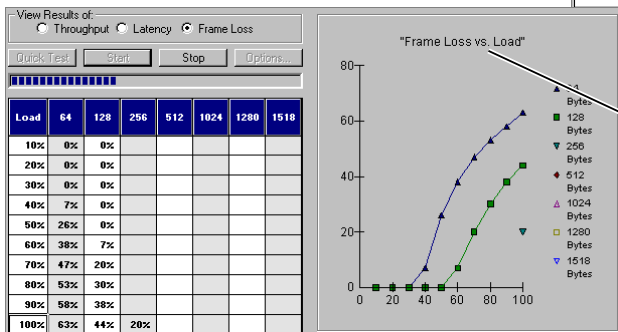 View Results of:
Throughput Latency Frame Loss
Quick Test Start Stop Options...
Load 64 128 256 512 1024 1280 1518
10% 0% 0%
20% 0% 0%
30% 0% 0%
40% 7% 0%
50% 26% 0%
60% 38% 7%
70% 47% 20%
80% 53% 30%
90% 58% 38%
100% 63% 44% 20%
"Frame Loss vs. Load"
80
60
40
20
0
0 20 40 60 80 100
Bytes
128
Bytes
256
Bytes
512
Bytes
1024
Bytes
1280
Bytes
1518
Bytes